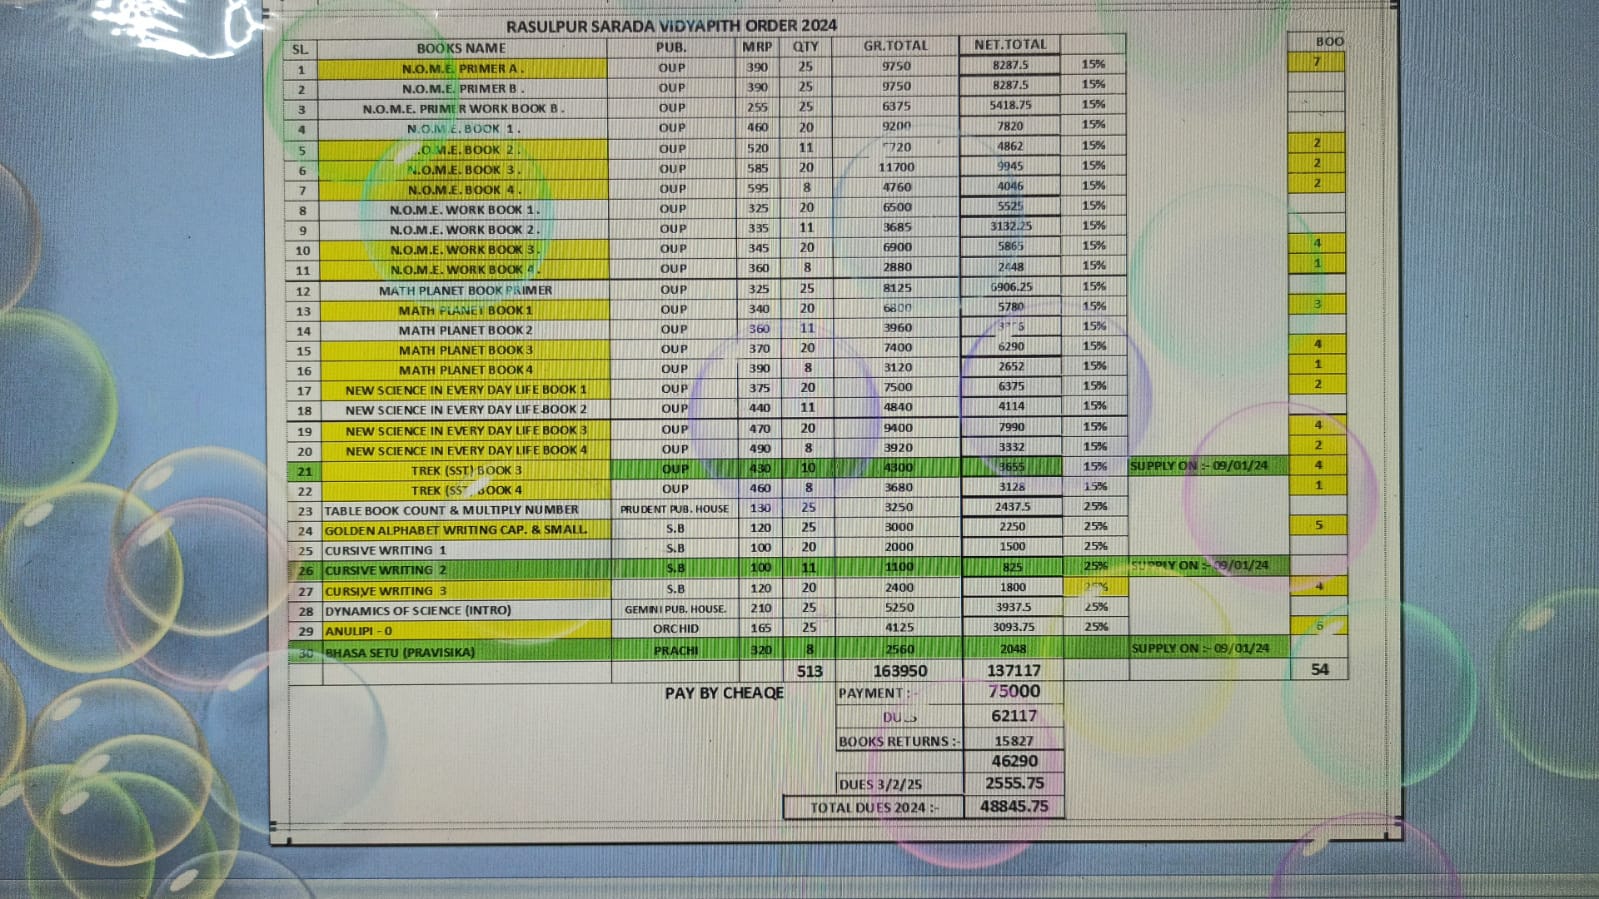 RASULPUR SARADA VIDYAPITH ORDER 2024
SL BOOKS NAME PUB. MRP QTY GR.TOTAL NET.TOTAL BOO
1 N.O.M.E. PRIMER A . OUP 390 25 9750 8287.5 15% 7
2 N.O.M.E. PRIMER B . OUP 390 25 9750 8287.5 15%
3 N.O.M.E. PRIMER WORK BOOK B . OUP 255 25 6375 5418.75 15%
4 N.O.M.E. BOOK 1 . OUP 460 20 9200 7820 15%
5 .O.M.E. BOOK 2 . OUP 520 11 4862 15% 2
6 N.O.M.E. BOOK 3 . OUP 585 20 11700 9945 15% 2
7 N.O.M.E. BOOK 4 . OUP 595 8 4760 4046 15% 2
8 N.O.M.E. WORK BOOK 1. OUP 325 20 6500 5525 15%
9 N.O.M.E. WORK BOOK 2. OUP 335 11 3685 3132.25 15%
10 N.O.M.E. WORK BOOK 3. OUP 345 20 6900 5865 15% 4
11 N.O.M.E. WORK BOOK 4. OUP 360 8 2880 2448 15% 1
12 MATH PLANET BOOK PRIMER OUP 325 25 8125 6906.25 15%
13 MATH PLANET BOOK 1 OUP 340 20 6800 5780 15% 3
14 MATH PLANET BOOK 2 OUP 360 11 3960 15%
15 MATH PLANET BOOK 3 OUP 370 20 7400 6290 15% 4
16 MATH PLANET BOOK 4 OUP 390 8 3120 2652 15% 1
17 NEW SCIENCE IN EVERY DAY LIFE BOOK 1 OUP 375 20 7500 6375 15% 2
18 NEW SCIENCE IN EVERY DAY LIFE BOOK 2 OUP 440 11 4840 4114 15%
19 NEW SCIENCE IN EVERY DAY LIFE BOOK 3 OUP 470 20 9400 7990 15% 4
20 NEW SCIENCE IN EVERY DAY LIFE BOOK 4 OUP 490 8 3920 3332 15% 2
21 TREK (SST) BOOK 3 OUP 430 10 4300 3655 15% SUPPLY ON :- 09/01/24 4
22 TREK (SST) BOOK 4 OUP 460 8 3680 3128 15% 1
23 TABLE BOOK COUNT & MULTIPLY NUMBER PRUDENT PUB. HOUSE 130 25 3250 2437.5 25%
24 GOLDEN ALPHABET WRITING CAP. & SMALL. S.B 120 25 3000 2250 25% 5
25 CURSIVE WRITING 1 S.B 100 20 2000 1500 25%
26 CURSIVE WRITING 2 S.B 100 11 1100 825 25% SUPPLY ON :- 09/01/24
27 CURSIVE WRITING 3 S.B 120 20 2400 1800 25% 4
28 DYNAMICS OF SCIENCE (INTRO) GEMINI PUB. HOUSE. 210 25 5250 3937.5 25%
29 ANULIPI - 0 ORCHID 165 25 4125 3093.75 25% 6
30 BHASA SETU (PRAVISIKA) PRACHI 320 8 2560 2048 SUPPLY ON :- 09/01/24
513 163950 137117 54
PAY BY CHEAQE PAYMENT :- 75000
62117
BOOKS RETURNS :- 15827
46290
DUES 3/2/25 2555.75
TOTAL DUES 2024 :- 48845.75